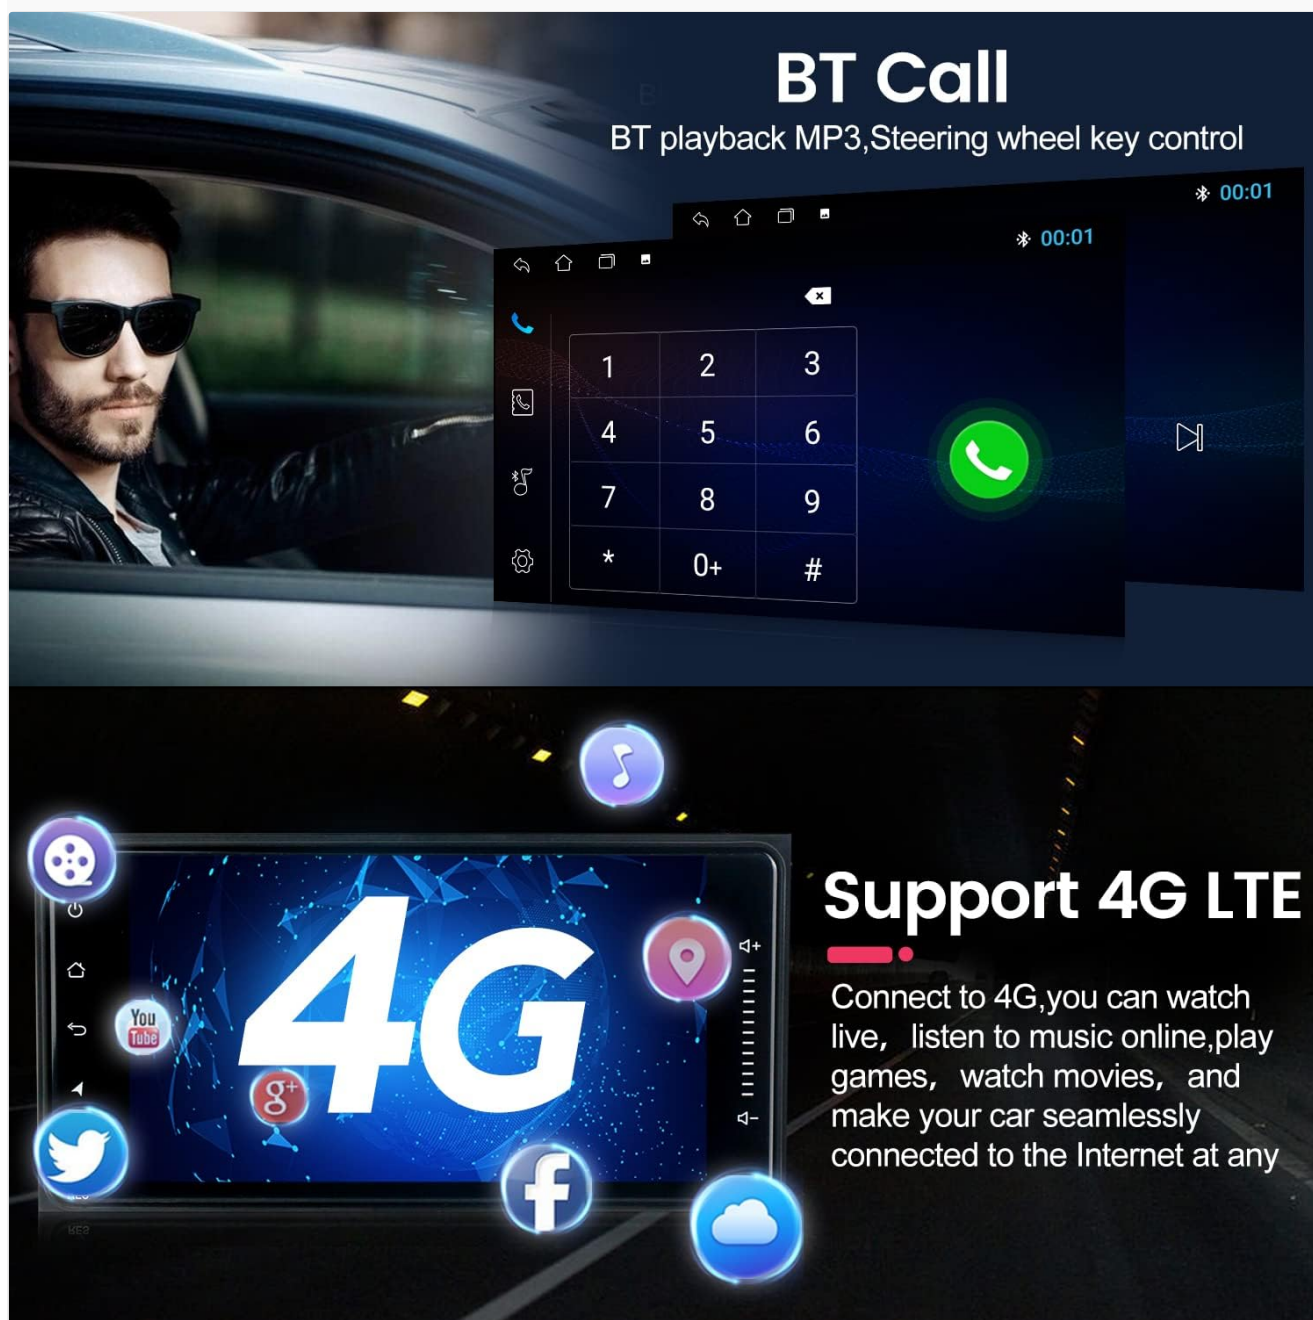 BT Call
BT playback MP3,Steering wheel key control
00:01
00:01
1 2 3
4 5 6
7 8 9
* 0+ #
4G
You
Tube
g+
f
RES
Support 4G LTE
Connect to 4G,you can watch
live, listen to music online,play
games, watch movies, and
make your car seamlessly
connected to the Internet at any